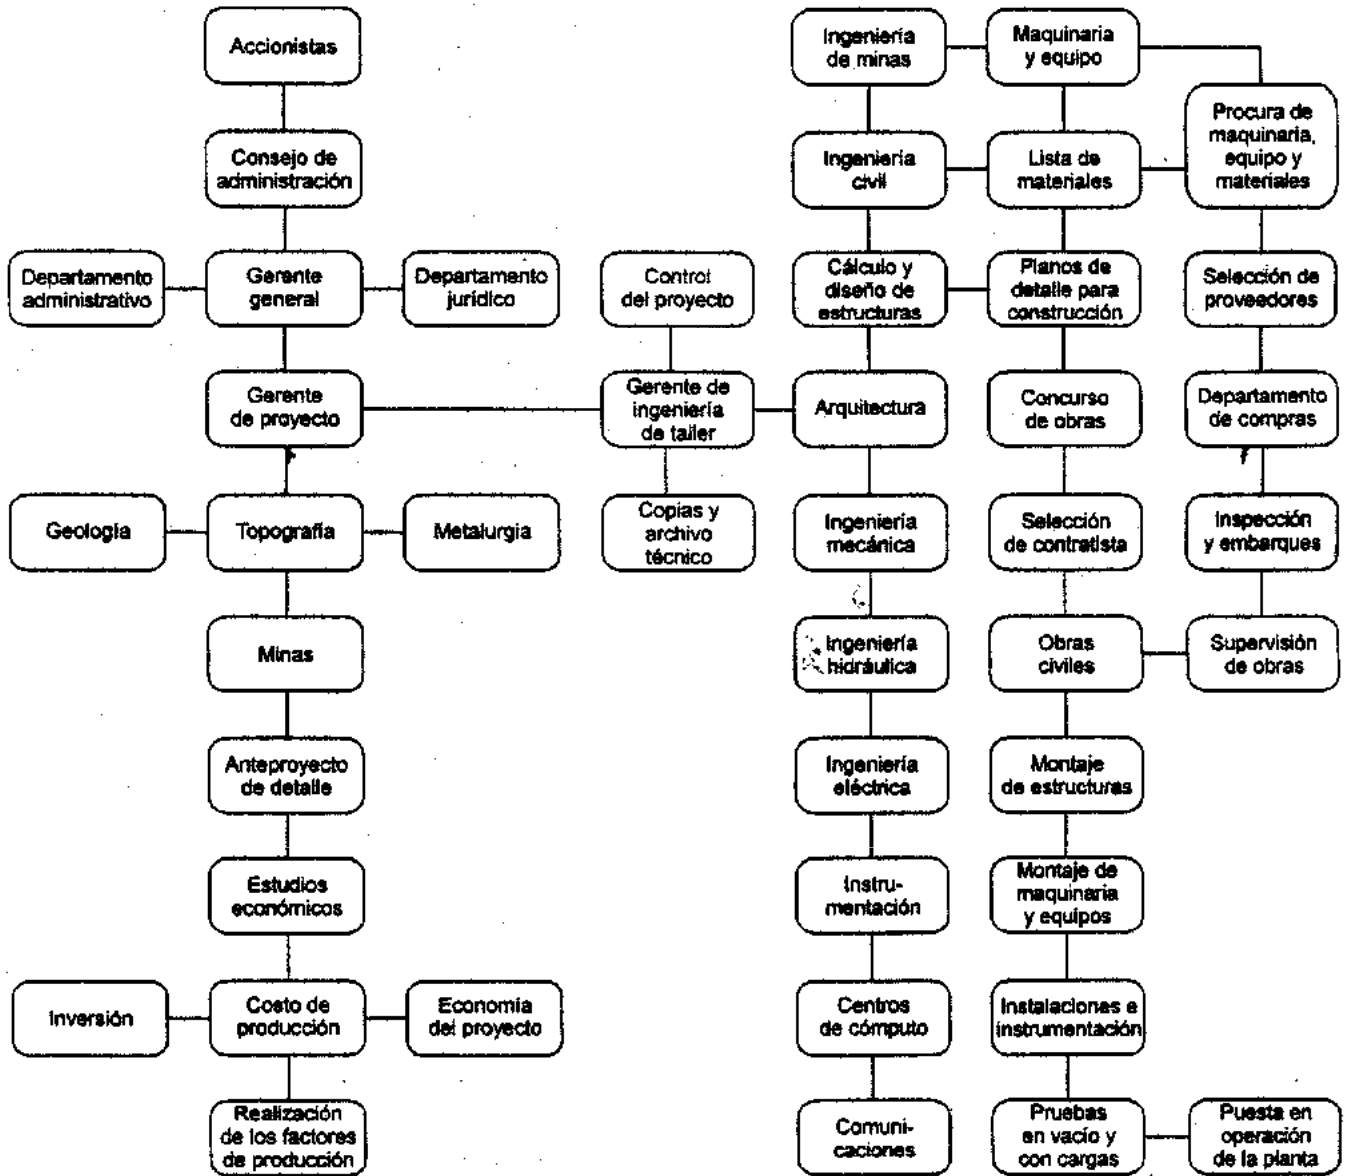 Accionistas
Consejo de
administración
Departamento
administrativo
Gerente
general
Departamento
jurídico
Gerente
de proyecto
Geología
Topografía
Metalurgia
Minas
Anteproyecto
de detalle
Estudios
económicos
Inversión
Costo de
producción
Economía
del proyecto
Realización
de los factores
de producción
Control
del proyecto
Gerente de
ingeniería
de taller
Copias y
archivo
técnico
Ingeniería
de minas
Ingeniería
civil
Cálculo y
diseño de
estructuras
Arquitectura
Ingeniería
mecánica
Ingeniería
hidráulica
Ingeniería
eléctrica
Instru-
mentación
Centros
de cómputo
Comuni-
caciones
Maquinaria
y equipo
Lista de
materiales
Planos de
detalle para
construcción
Concurso
de obras
Selección
de contratista
Obras
civiles
Montaje
de estructuras
Montaje de
maquinaria
y equipos
Instalaciones e
instrumentación
Pruebas
en vacío y
con cargas
Procura de
maquinaria,
equipo y
materiales
Selección de
proveedores
Departamento
de compras
Inspección
y embarques
Supervisión
de obras
Puesta en
operación
de la planta